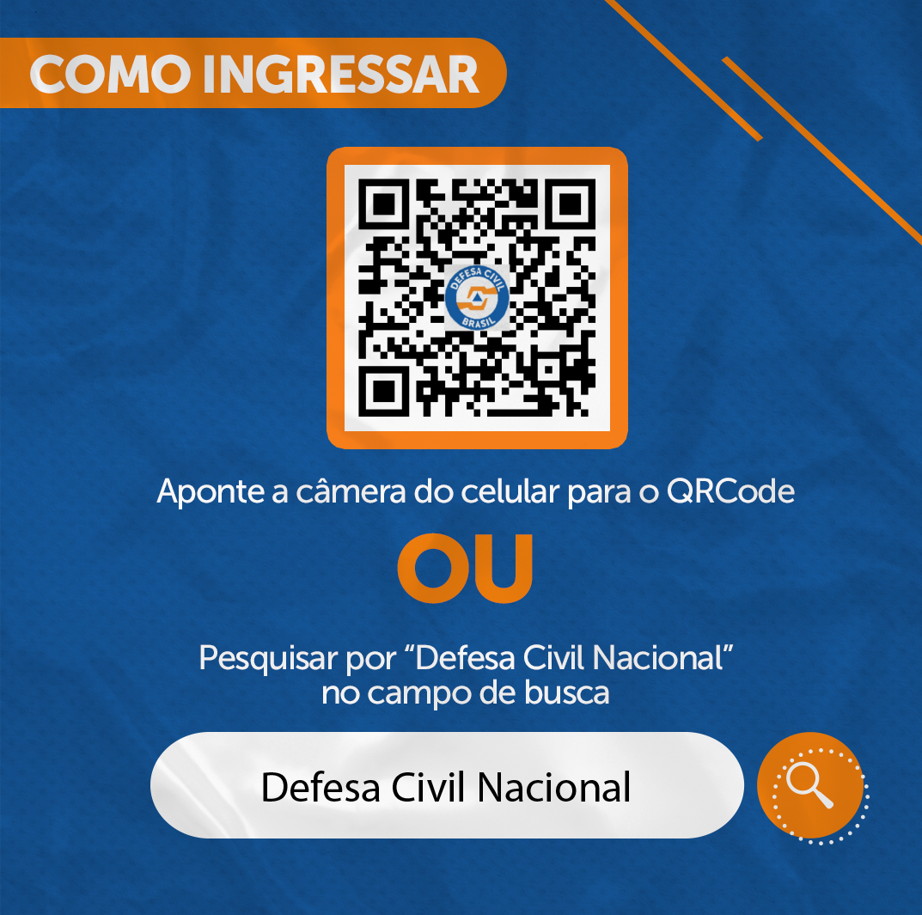 COMO INGRESSAR
DEFESA CIVIL
BRASIL
Aponte a câmera do celular para o QRCode
OU
Pesquisar por “Defesa Civil Nacional”
no campo de busca
Defesa Civil Nacional